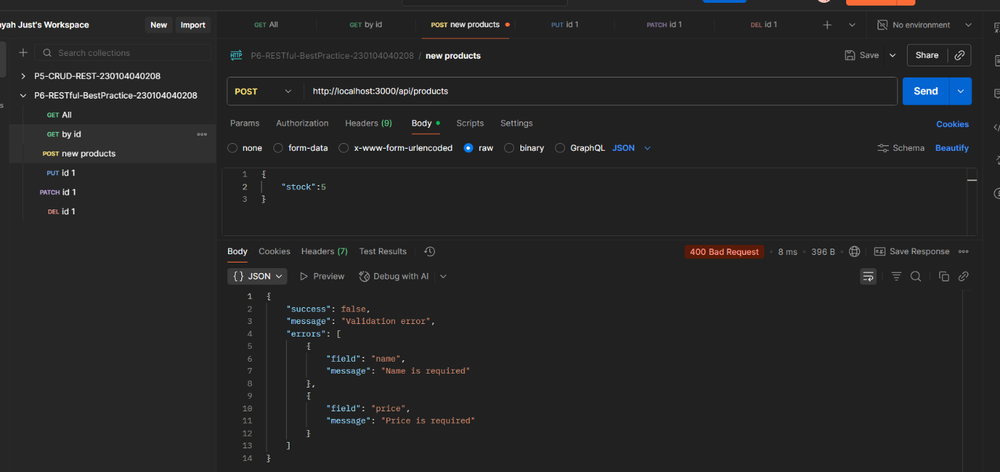 yah Just's Workspace
New
Import
GET All
GET by id
POST new products
PUT id 1
PATCH id 1
DEL id 1
No environment
Search collections
P5-CRUD-REST-230104040208
P6-RESTful-BestPractice-230104040208
GET All
GET by id
POST new products
PUT id 1
PATCH id 1
DEL id 1
HTTP
P6-RESTful-BestPractice-230104040208 / new products
Save
Share
POST
http://localhost:3000/api/products
Send
Params
Authorization
Headers (9)
Body
Scripts
Settings
Cookies
none
form-data
x-www-form-urlencoded
raw
binary
GraphQL
JSON
Schema
Beautify
1 {
2 "stock":5
3 }
Body
Cookies
Headers (7)
Test Results
400 Bad Request
8 ms
396 B
e.g.
Save Response
{} JSON
Preview
Debug with AI
1 {
2 "success": false,
3 "message": "Validation error",
4 "errors": [
5 {
6 "field": "name",
7 "message": "Name is required"
8 },
9 {
10 "field": "price",
11 "message": "Price is required"
12 }
13 ]
14 }